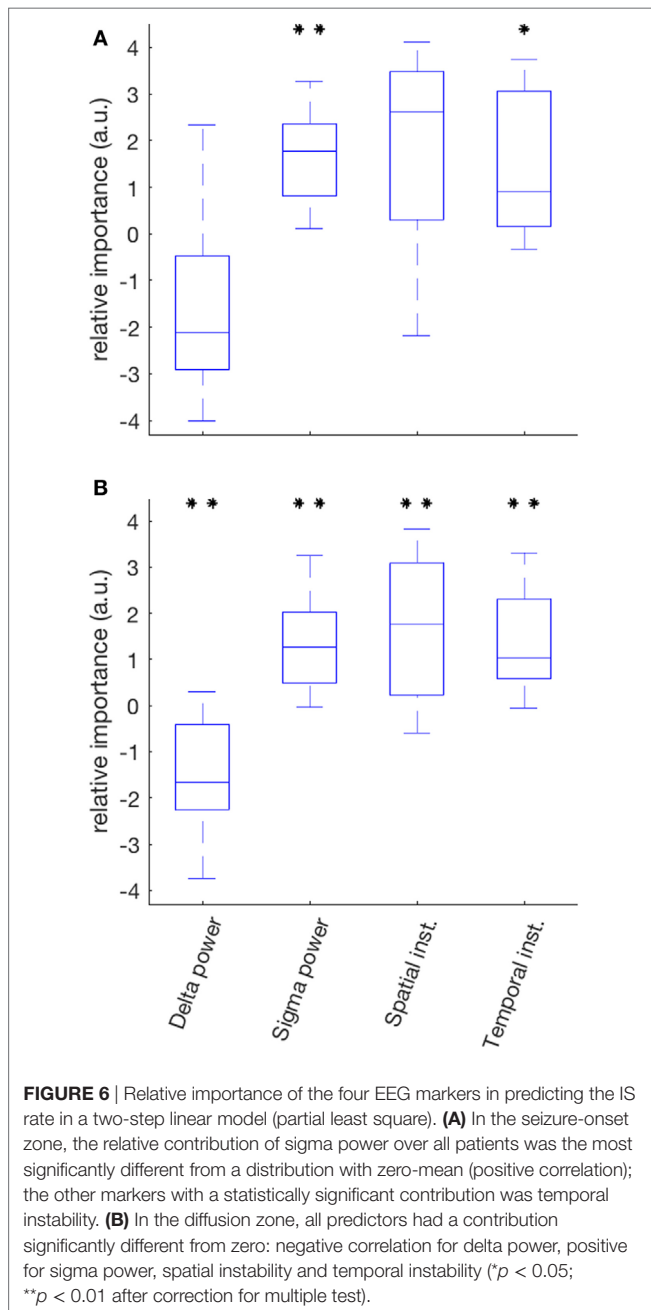 A
**
*
4
3
2
1
0
-1
-2
-3
-4
relative importance (a.u.)
B
**
**
**
**
4
3
2
1
0
-1
-2
-3
-4
relative importance (a.u.)
Delta power
Sigma power
Spatial inst.
Temporal inst.
FIGURE 6 | Relative importance of the four EEG markers in predicting the IS
rate in a two-step linear model (partial least square). (A) In the seizure-onset
zone, the relative contribution of sigma power over all patients was the most
significantly different from a distribution with zero-mean (positive correlation);
the other markers with a statistically significant contribution was temporal
instability. (B) In the diffusion zone, all predictors had a contribution
significantly different from zero: negative correlation for delta power, positive
for sigma power, spatial instability and temporal instability (*p < 0.05;
**p < 0.01 after correction for multiple test).